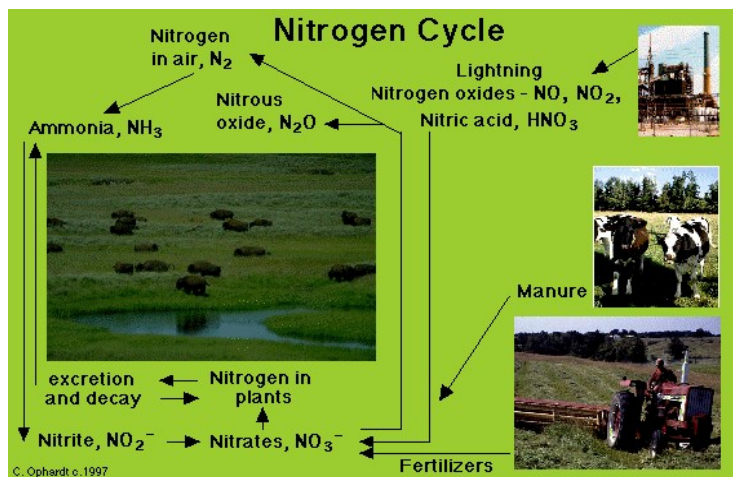 Nitrogen Cycle
Nitrogen
in air, N₂
Lightning
Nitrogen oxides - NO, NO₂,
Nitric acid, HNO₃
Nitrous
oxide, N₂O
Ammonia, NH₃
Manure
excretion
and decay
Nitrogen in
plants
Nitrite, NO₂⁻
Nitrates, NO₃⁻
Fertilizers
C. Ophardt c.1997